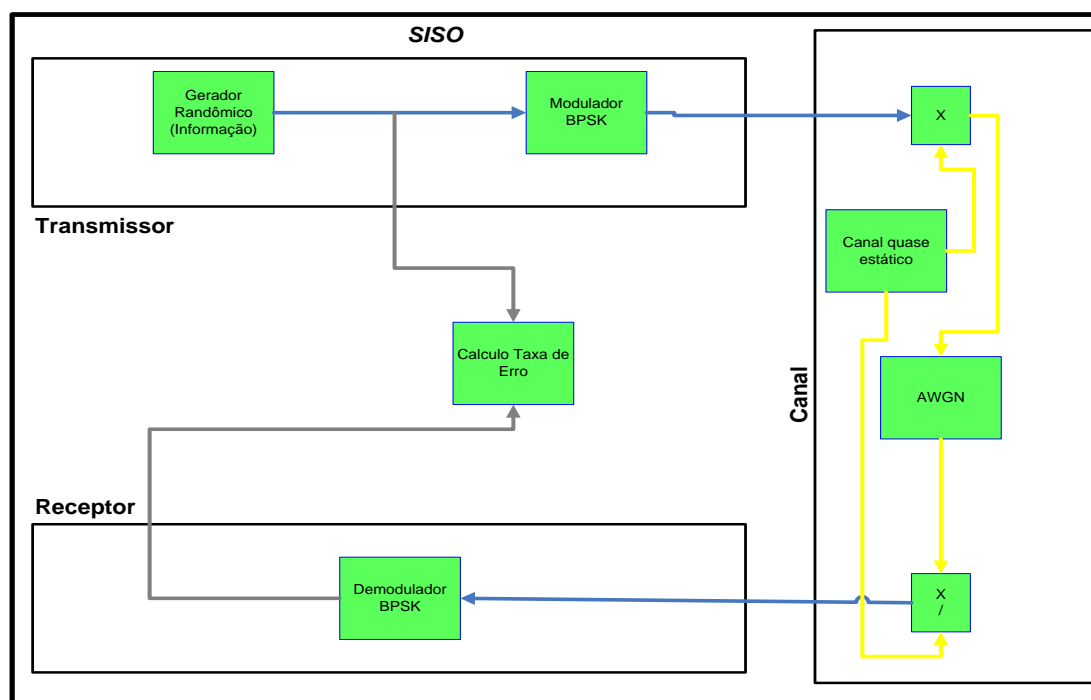 SISO
Gerador
Randômico
(Informação)
Modulador
BPSK
X
Transmissor
Canal quase
estático
Calculo Taxa de
Erro
Canal
AWGN
Receptor
Demodulador
BPSK
X
/